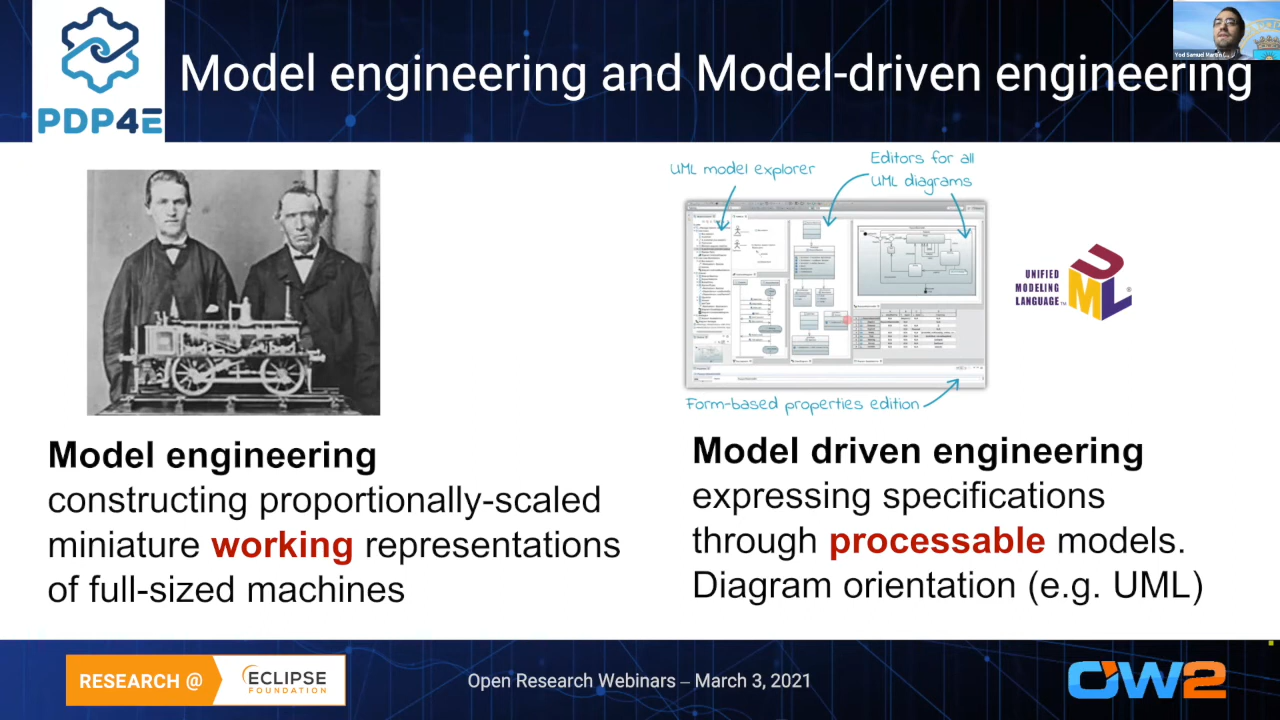 PDP4E
Model engineering and Model-driven engineering
UML model explorer
Editors for all
UML diagrams
UNIFIED
MODELING
LANGUAGE™
UML®
Form-based properties edition
Model engineering
constructing proportionally-scaled
miniature working representations
of full-sized machines
Model driven engineering
expressing specifications
through processable models.
Diagram orientation (e.g. UML)
RESEARCH @
ECLIPSE
FOUNDATION
Open Research Webinars – March 3, 2021
OW2